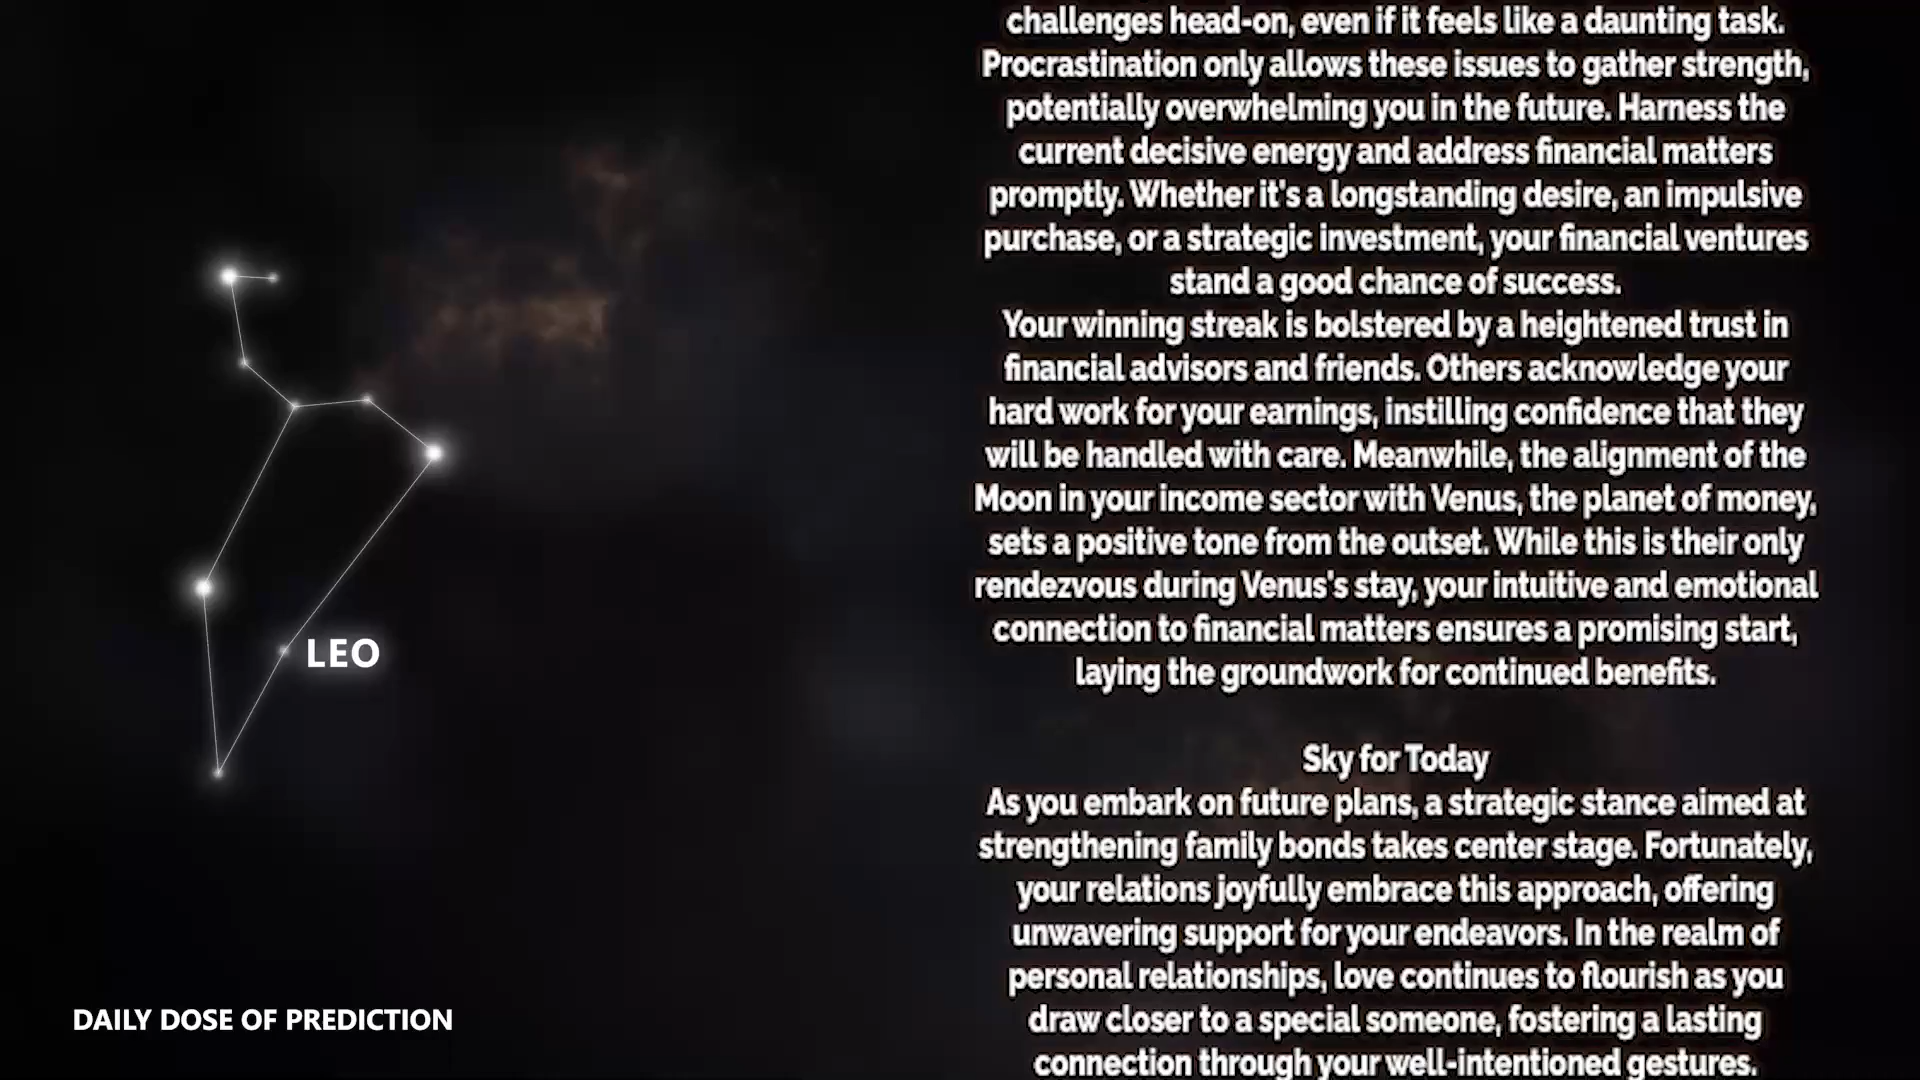 challenges head-on, even if it feels like a daunting task.
Procrastination only allows these issues to gather strength,
potentially overwhelming you in the future. Harness the
current decisive energy and address financial matters
promptly. Whether it's a longstanding desire, an impulsive
purchase, or a strategic investment, your financial ventures
stand a good chance of success.
Your winning streak is bolstered by a heightened trust in
financial advisors and friends. Others acknowledge your
hard work for your earnings, instilling confidence that they
will be handled with care. Meanwhile, the alignment of the
Moon in your income sector with Venus, the planet of money,
sets a positive tone from the outset. While this is their only
rendezvous during Venus's stay, your intuitive and emotional
connection to financial matters ensures a promising start,
laying the groundwork for continued benefits.
Sky for Today
As you embark on future plans, a strategic stance aimed at
strengthening family bonds takes center stage. Fortunately,
your relations joyfully embrace this approach, offering
unwavering support for your endeavors. In the realm of
personal relationships, love continues to flourish as you
draw closer to a special someone, fostering a lasting
connection through your well-intentioned gestures.
LEO
DAILY DOSE OF PREDICTION